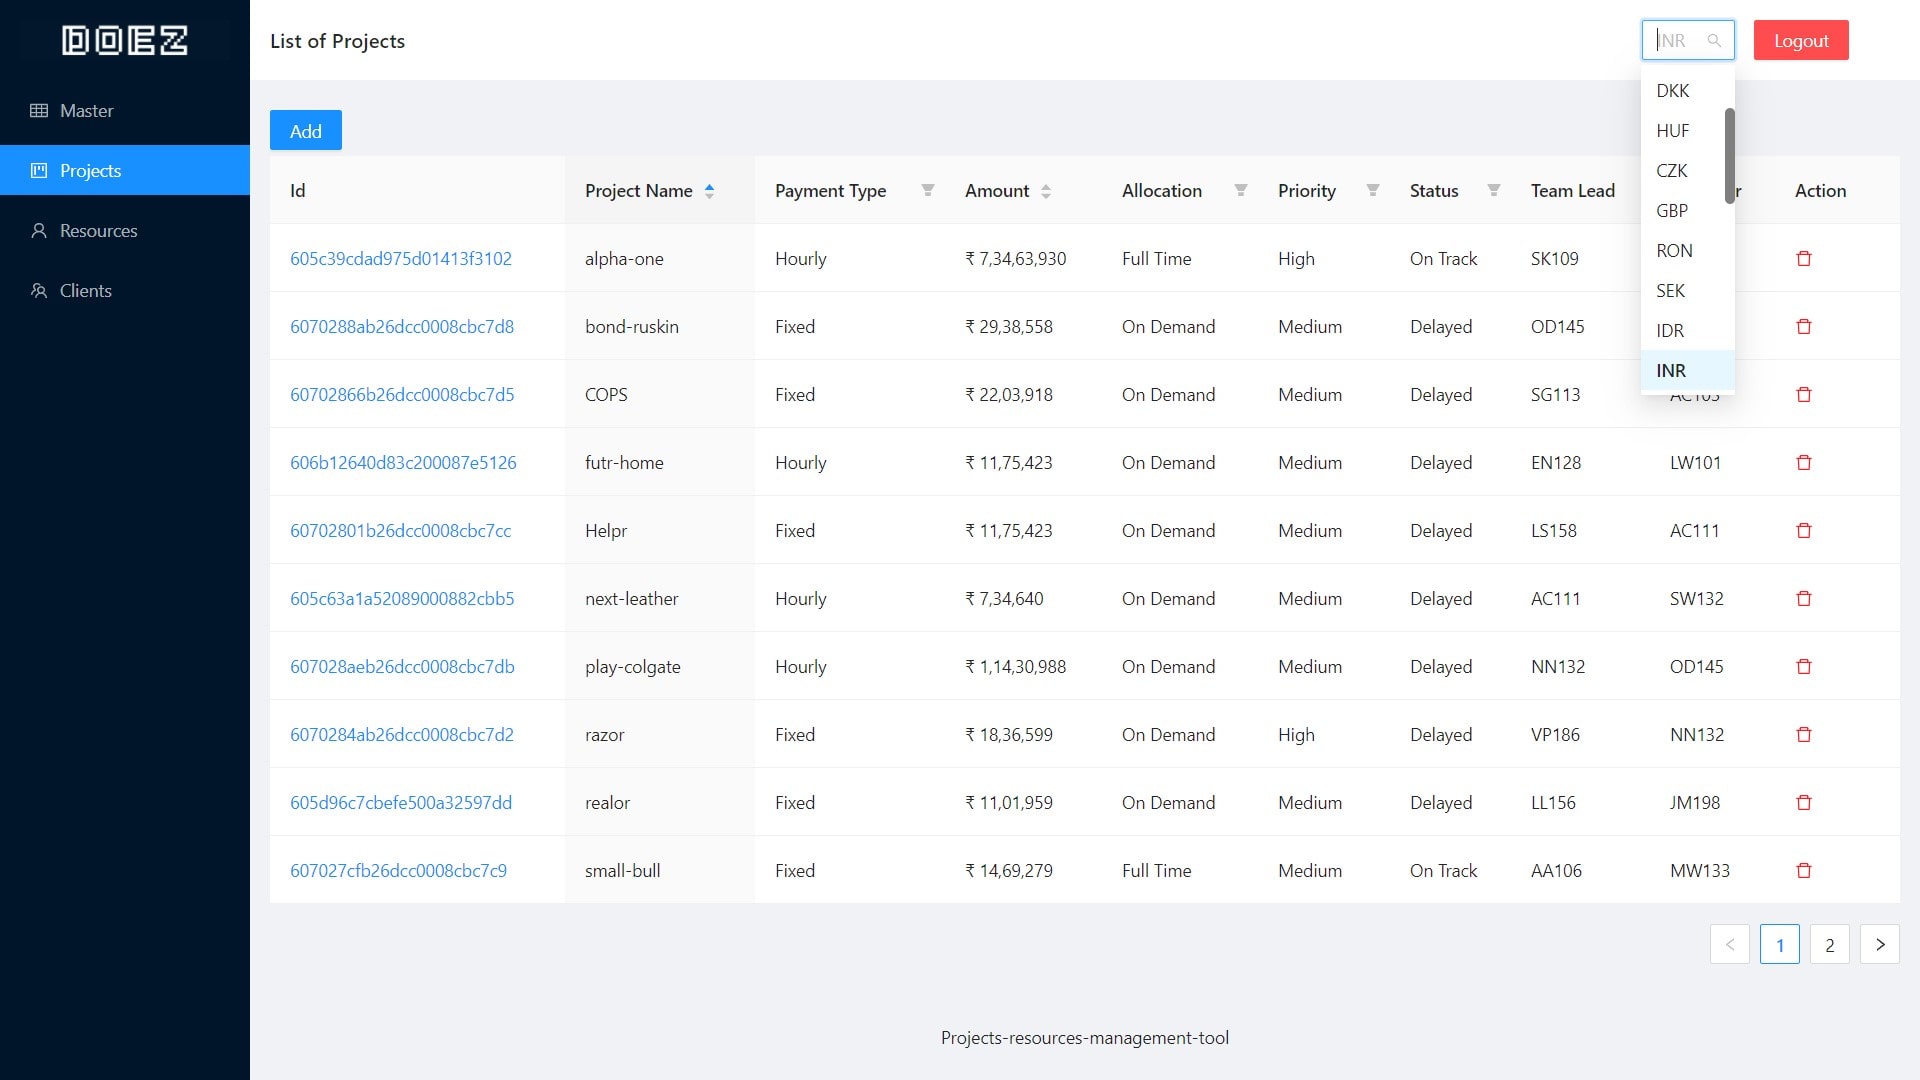 DOEZ
List of Projects
INR
Logout
Master
Projects
Resources
Clients
Add
DKK
HUF
CZK
GBP
RON
SEK
IDR
INR
Id Project Name Payment Type Amount Allocation Priority Status Team Lead r Action
605c39cdad975d01413f3102 alpha-one Hourly ₹ 7,34,63,930 Full Time High On Track SK109
6070288ab26dcc0008cbc7d8 bond-ruskin Fixed ₹ 29,38,558 On Demand Medium Delayed OD145
60702866b26dcc0008cbc7d5 COPS Fixed ₹ 22,03,918 On Demand Medium Delayed SG113
606b12640d83c200087e5126 futr-home Hourly ₹ 11,75,423 On Demand Medium Delayed EN128 LW101
60702801b26dcc0008cbc7cc Helpr Fixed ₹ 11,75,423 On Demand Medium Delayed LS158 AC111
605c63a1a52089000882cbb5 next-leather Hourly ₹ 7,34,640 On Demand Medium Delayed AC111 SW132
607028aeb26dcc0008cbc7db play-colgate Hourly ₹ 1,14,30,988 On Demand Medium Delayed NN132 OD145
6070284ab26dcc0008cbc7d2 razor Fixed ₹ 18,36,599 On Demand High Delayed VP186 NN132
605d96c7cbefe500a32597dd realor Fixed ₹ 11,01,959 On Demand Medium Delayed LL156 JM198
607027cfb26dcc0008cbc7c9 small-bull Fixed ₹ 14,69,279 Full Time Medium On Track AA106 MW133
< 1 2 >
Projects-resources-management-tool